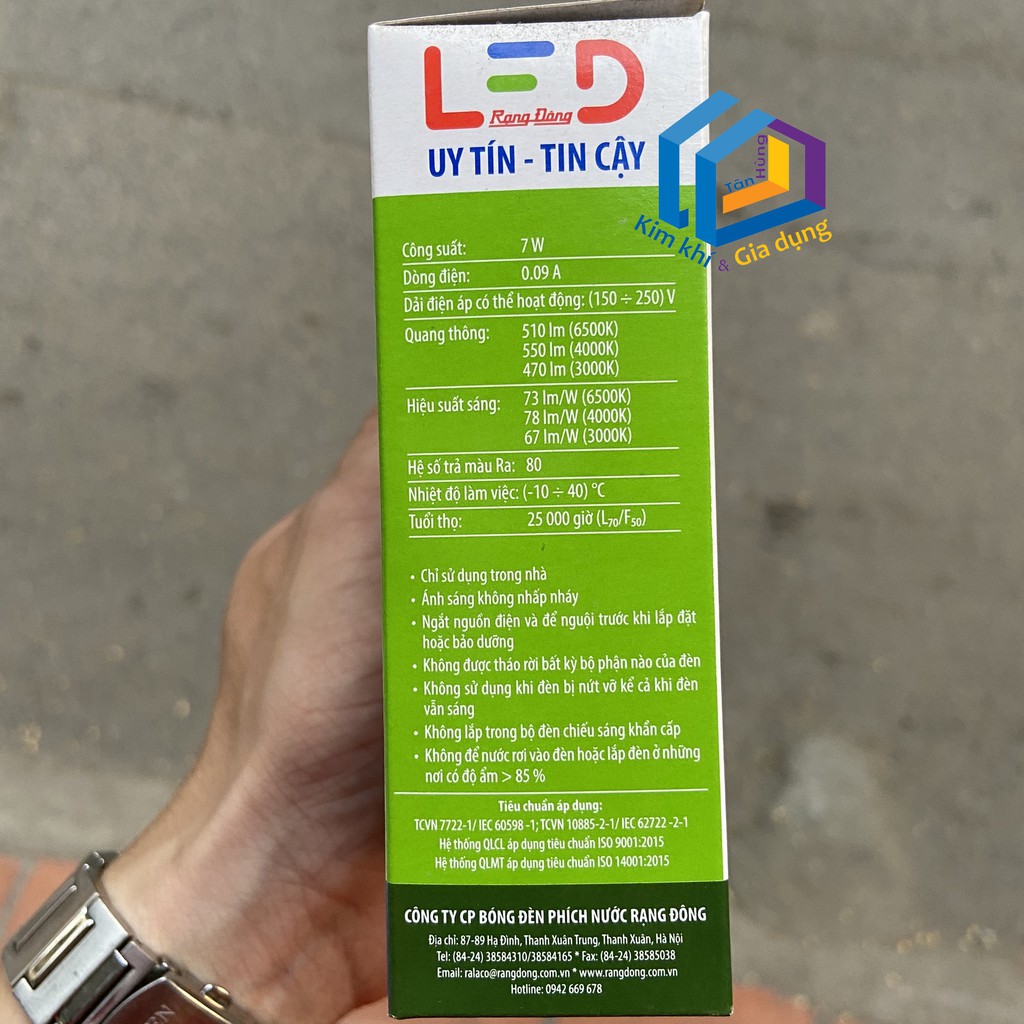 LED
Rạng Đông
UY TÍN - TIN CẬY
Tân Hùng
Kim khí & Gia dụng
Công suất: 7 W
Dòng điện: 0.09 A
Dải điện áp có thể hoạt động: (150 ÷ 250) V
Quang thông: 510 lm (6500K)
550 lm (4000K)
470 lm (3000K)
Hiệu suất sáng: 73 lm/W (6500K)
78 lm/W (4000K)
67 lm/W (3000K)
Hệ số trả màu Ra: 80
Nhiệt độ làm việc: (-10 ÷ 40) °C
Tuổi thọ: 25 000 giờ (L70/F50)
• Chỉ sử dụng trong nhà
• Ánh sáng không nhấp nháy
• Ngắt nguồn điện và để nguội trước khi lắp đặt
hoặc bảo dưỡng
• Không được tháo rời bất kỳ bộ phận nào của đèn
• Không sử dụng khi đèn bị nứt vỡ kể cả khi đèn
vẫn sáng
• Không lắp trong bộ đèn chiếu sáng khẩn cấp
• Không để nước rơi vào đèn hoặc lắp đèn ở những
nơi có độ ẩm > 85 %
Tiêu chuẩn áp dụng:
TCVN 7722-1/ IEC 60598 -1; TCVN 10885-2-1/ IEC 62722 -2-1
Hệ thống QLCL áp dụng tiêu chuẩn ISO 9001:2015
Hệ thống QLMT áp dụng tiêu chuẩn ISO 14001:2015
CÔNG TY CP BÓNG ĐÈN PHÍCH NƯỚC RẠNG ĐÔNG
Địa chỉ: 87-89 Hạ Đình, Thanh Xuân Trung, Thanh Xuân, Hà Nội
Tel: (84-24) 38584310/38584165 * Fax: (84-24) 38585038
Email: ralaco@rangdong.com.vn * www.rangdong.com.vn
Hotline: 0942 669 678